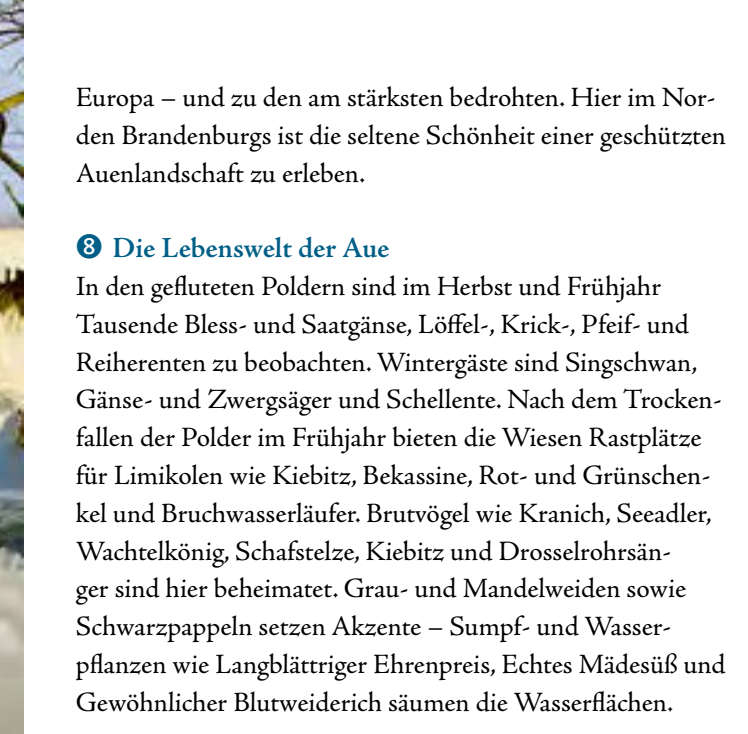 Europa – und zu den am stärksten bedrohten. Hier im Nor-
den Brandenburgs ist die seltene Schönheit einer geschützten
Auenlandschaft zu erleben.
❽ Die Lebenswelt der Aue
In den gefluteten Poldern sind im Herbst und Frühjahr
Tausende Bless- und Saatgänse, Löffel-, Krick-, Pfeif- und
Reiherenten zu beobachten. Wintergäste sind Singschwan,
Gänse- und Zwergsäger und Schellente. Nach dem Trocken-
fallen der Polder im Frühjahr bieten die Wiesen Rastplätze
für Limikolen wie Kiebitz, Bekassine, Rot- und Grünschen-
kel und Bruchwasserläufer. Brutvögel wie Kranich, Seeadler,
Wachtelkönig, Schafstelze, Kiebitz und Drosselrohrsän-
ger sind hier beheimatet. Grau- und Mandelweiden sowie
Schwarzpappeln setzen Akzente – Sumpf- und Wasser-
pflanzen wie Langblättriger Ehrenpreis, Echtes Mädesüß und
Gewöhnlicher Blutweiderich säumen die Wasserflächen.